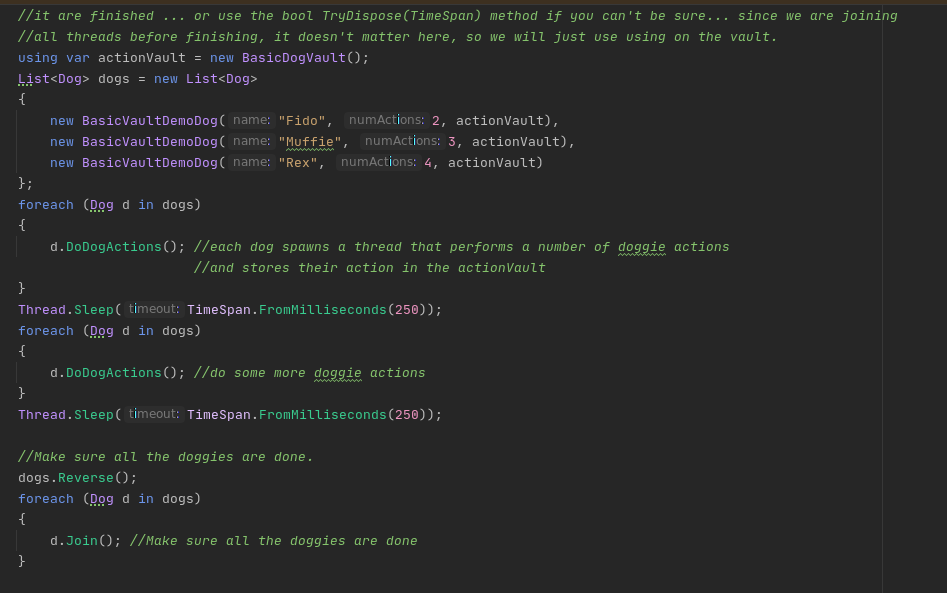 //it are finished ... or use the bool TryDispose(TimeSpan) method if you can't be sure... since we are joining
//all threads before finishing, it doesn't matter here, so we will just use using on the vault.
using var actionVault = new BasicDogVault();
List<Dog> dogs = new List<Dog>
{
    new BasicVaultDemoDog( name: "Fido", numActions: 2, actionVault),
    new BasicVaultDemoDog( name: "Muffie", numActions: 3, actionVault),
    new BasicVaultDemoDog( name: "Rex", numActions: 4, actionVault)
};
foreach (Dog d in dogs)
{
    d.DoDogActions(); //each dog spawns a thread that performs a number of doggie actions
                      //and stores their action in the actionVault
}
Thread.Sleep( timeout: TimeSpan.FromMilliseconds(250));
foreach (Dog d in dogs)
{
    d.DoDogActions(); //do some more doggie actions
}
Thread.Sleep( timeout: TimeSpan.FromMilliseconds(250));

//Make sure all the doggies are done.
dogs.Reverse();
foreach (Dog d in dogs)
{
    d.Join(); //Make sure all the doggies are done
}